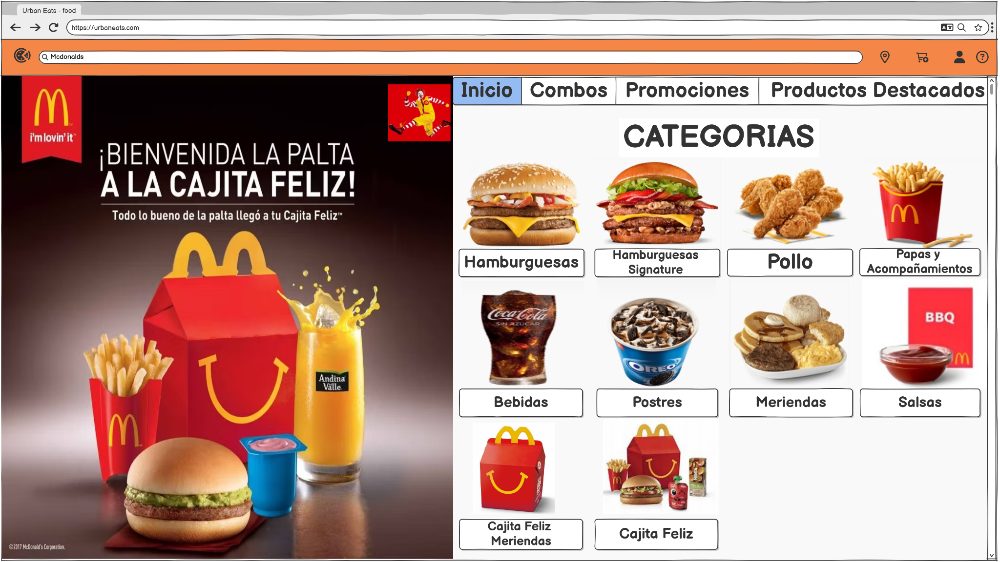 Urban Eats - food
https://urbaneats.com
Mcdonalds
i'm lovin' it™
¡BIENVENIDA LA PALTA
A LA CAJITA FELIZ!
Todo lo bueno de la palta llegó a tu Cajita Feliz™
Andina
del
Valle
©2017 McDonald's Corporation.
Inicio
Combos
Promociones
Productos Destacados
CATEGORIAS
Hamburguesas
Hamburguesas
Signature
Pollo
Papas y
Acompañamientos
Coca-Cola
SIN AZÚCAR
OREO
BBQ
Bebidas
Postres
Meriendas
Salsas
Cajita Feliz
Meriendas
Cajita Feliz